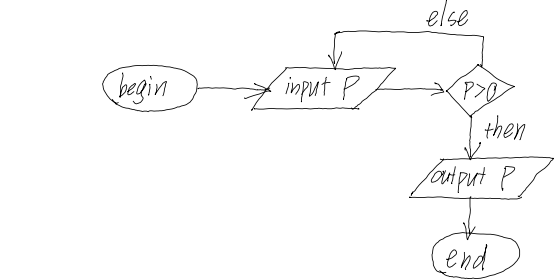 else
begin
input P
P>0
then
output P
end